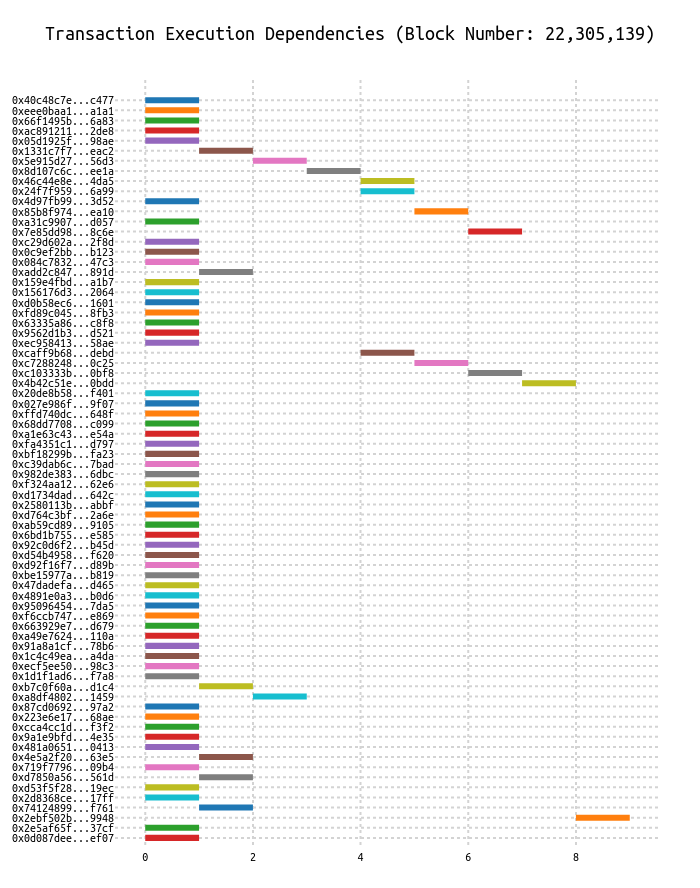 Transaction Execution Dependencies (Block Number: 22,305,139)
0x40c48c7e...c477
0xeee0baa1...a1a1
0x66f1495b...6a83
0xac891211...2de8
0x05d1925f...98ae
0x1331c7f7...eac2
0x5e915d27...56d3
0x8d107c6c...ee1a
0x46c44e8e...4da5
0x24f7f959...6a99
0x4d97fb99...3d52
0x85b8f974...ea10
0xa31c9907...d057
0x7e85dd98...8c6e
0xc29d602a...2f8d
0x0c9ef2bb...b123
0x084c7832...47c3
0xadd2c847...891d
0x159e4fbd...a1b7
0x156176d3...2064
0xd0b58ec6...1601
0xfd89c045...8fb3
0x63335a86...c8f8
0x9562d1b3...d521
0xec958413...58ae
0xcaff9b68...debd
0xc7288248...0c25
0xc103333b...0bf8
0x4b42c51e...0bdd
0x20de8b58...f401
0x027e986f...9f07
0xffd740dc...648f
0x68dd7708...c099
0xa1e63c43...e54a
0xfa4351c1...d797
0xbf18299b...fa23
0xc39dab6c...7bad
0x982de383...6dbc
0xf324aa12...62e6
0xd1734dad...642c
0x2580113b...abbf
0xd764c3bf...2a6e
0xab59cd89...9105
0x6bd1b755...e585
0x92c0d6f2...b45d
0xd54b4958...f620
0xd92f16f7...d89b
0xbe15977a...b819
0x47dadefa...d465
0x4891e0a3...b0d6
0x95096454...7da5
0xf6ccb747...e869
0x663929e7...d679
0xa49e7624...110a
0x91a8a1cf...78b6
0x1c4c49ea...a4da
0xecf5ee50...98c3
0x1d1f1ad6...f7a8
0xb7c0f60a...d1c4
0xa8df4802...1459
0x87cd0692...97a2
0x223e6e17...68ae
0xcca4cc1d...f3f2
0x9a1e9bfd...4e35
0x481a0651...0413
0x4e5a2f20...63e5
0x719f7796...09b4
0xd7850a56...561d
0xd53f5f28...19ec
0x2d8368ce...17ff
0x74124899...f761
0x2ebf502b...9948
0x2e5af65f...37cf
0x0d087dee...ef07
0 2 4 6 8